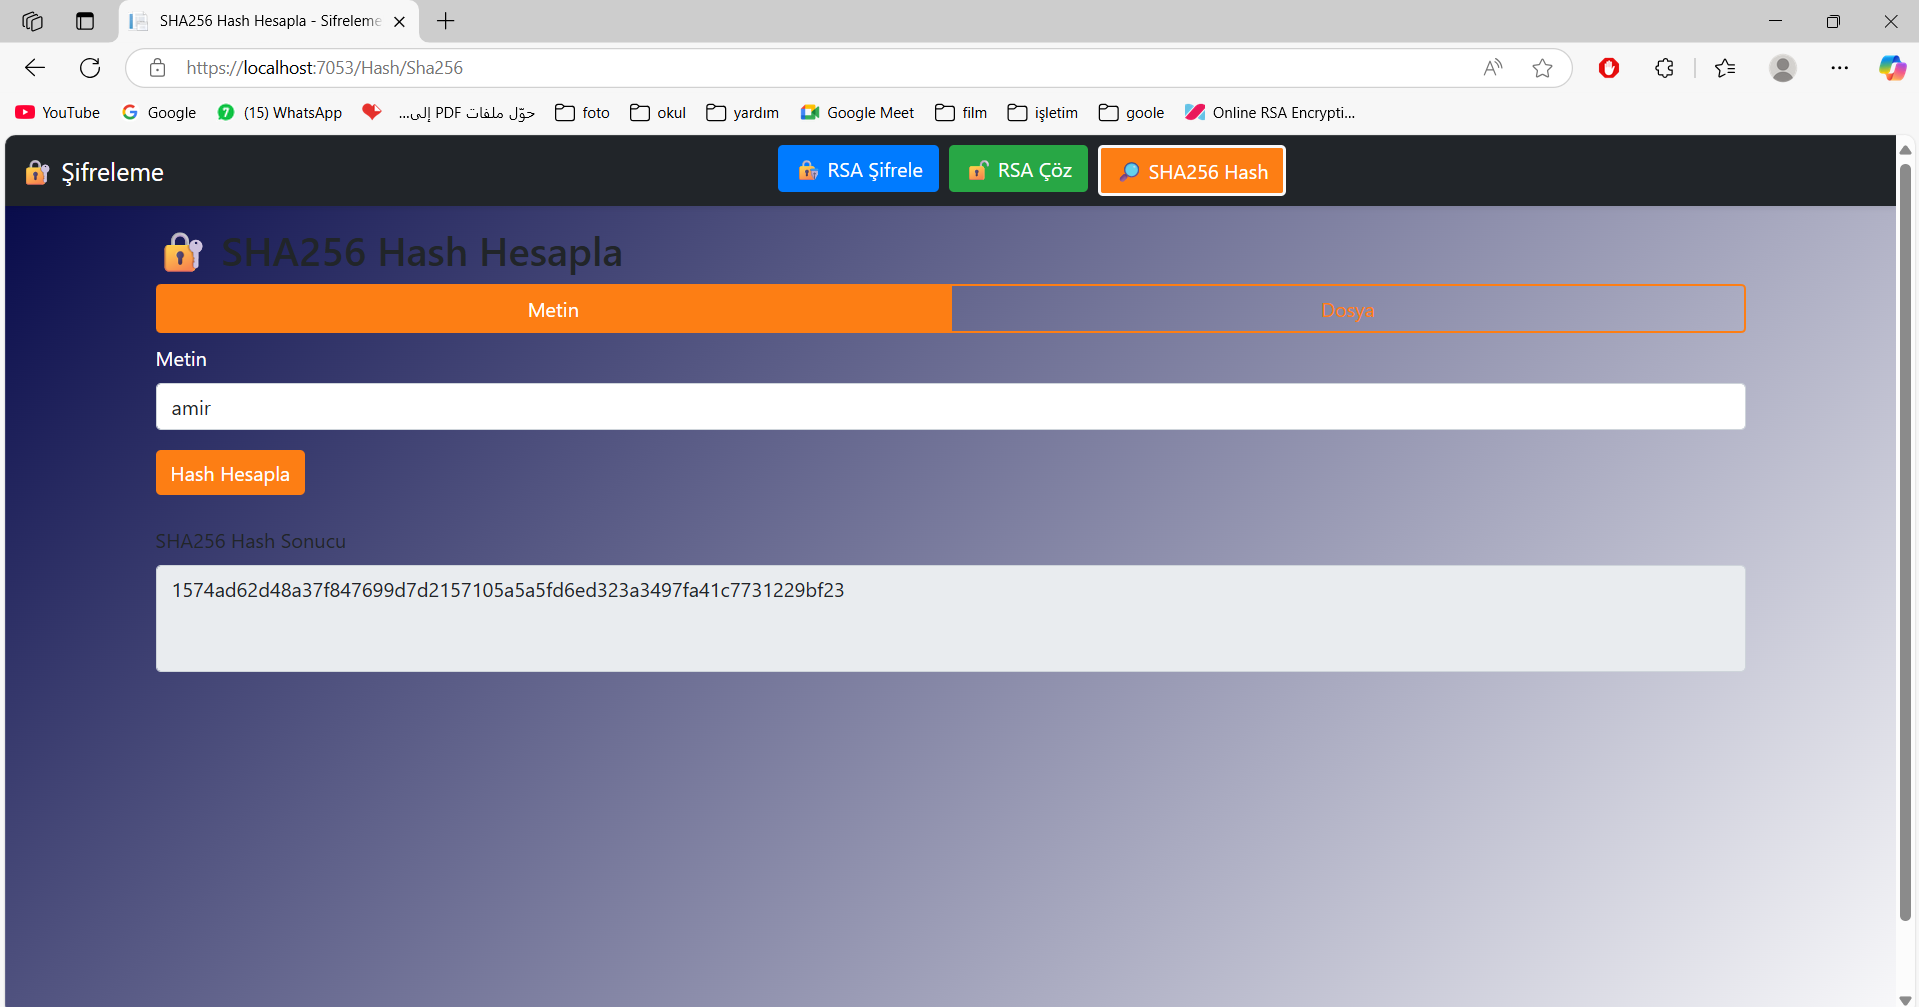 SHA256 Hash Hesapla - Sifreleme
https://localhost:7053/Hash/Sha256
YouTube Google (15) WhatsApp حوّل ملفات PDF إلى... foto okul yardım Google Meet film işletim goole Online RSA Encrypti...
Şifreleme RSA Şifrele RSA Çöz SHA256 Hash
SHA256 Hash Hesapla
Metin Dosya
Metin
amir
Hash Hesapla
SHA256 Hash Sonucu
1574ad62d48a37f847699d7d2157105a5a5fd6ed323a3497fa41c7731229bf23